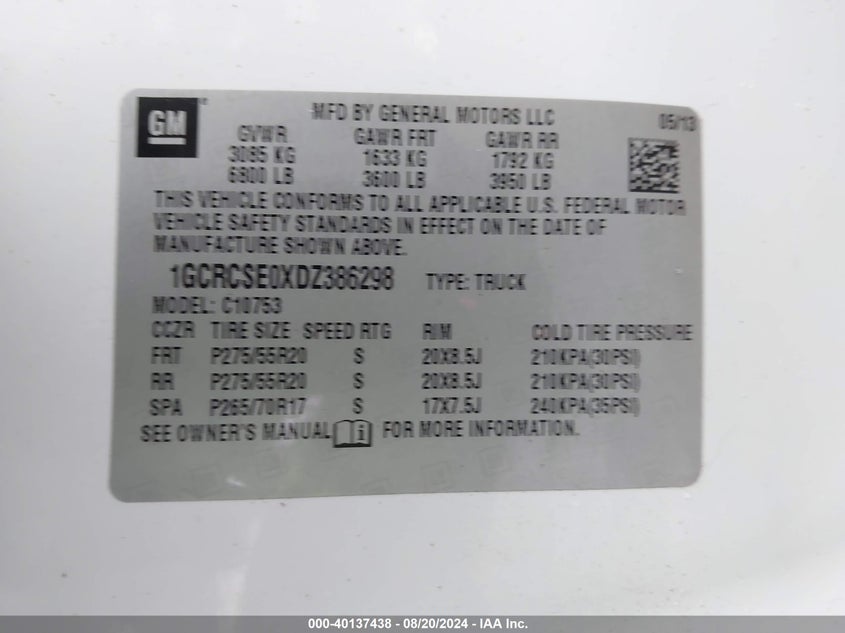 GM
MFD BY GENERAL MOTORS LLC 05/13
GVWR GAWR FRT GAWR RR
3085 KG 1633 KG 1792 KG
6800 LB 3600 LB 3950 LB
THIS VEHICLE CONFORMS TO ALL APPLICABLE U.S. FEDERAL MOTOR
VEHICLE SAFETY STANDARDS IN EFFECT ON THE DATE OF
MANUFACTURE SHOWN ABOVE.
1GCRCSE0XDZ386298 TYPE: TRUCK
MODEL: C10753
CCZR TIRE SIZE SPEED RTG RIM COLD TIRE PRESSURE
FRT P275/55R20 S 20X8.5J 210KPA(30PSI)
RR P275/55R20 S 20X8.5J 210KPA(30PSI)
SPA P265/70R17 S 17X7.5J 240KPA(35PSI)
SEE OWNER'S MANUAL FOR MORE INFORMATION.
000-40137438 - 08/20/2024 - IAA Inc.